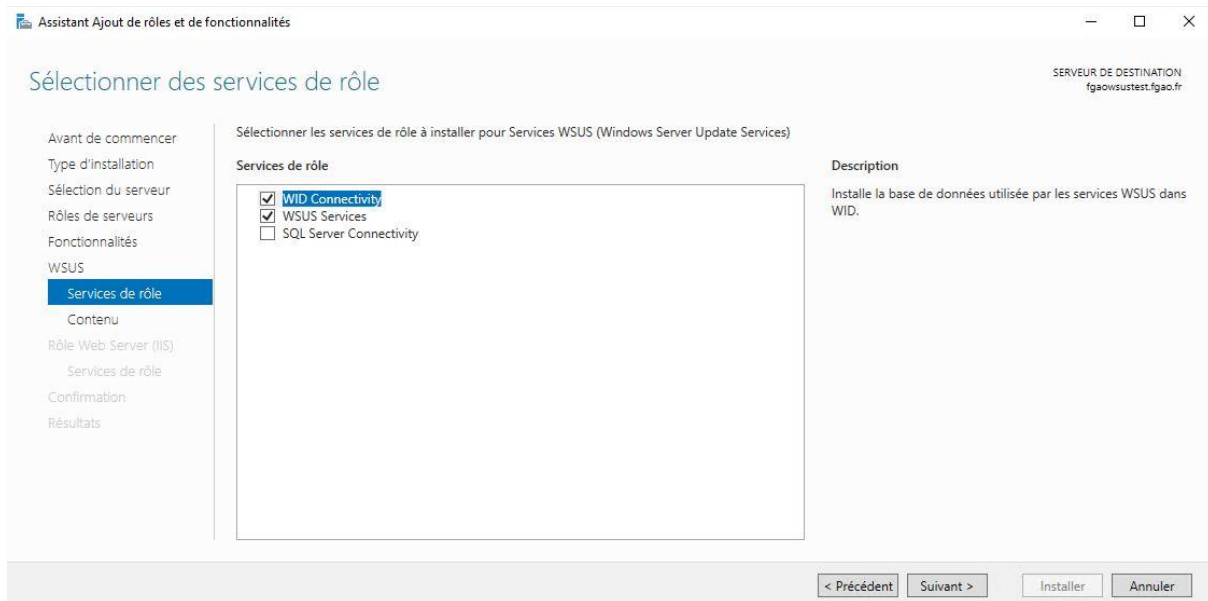 Assistant Ajout de rôles et de fonctionnalités
Sélectionner des services de rôle
SERVEUR DE DESTINATION
fgaowsustest.fgao.fr
Avant de commencer
Type d'installation
Sélection du serveur
Rôles de serveurs
Fonctionnalités
WSUS
Services de rôle
Contenu
Rôle Web Server (IIS)
Services de rôle
Confirmation
Résultats
Sélectionner les services de rôle à installer pour Services WSUS (Windows Server Update Services)
Services de rôle
WID Connectivity
WSUS Services
SQL Server Connectivity
Description
Installe la base de données utilisée par les services WSUS dans
WID.
< Précédent
Suivant >
Installer
Annuler